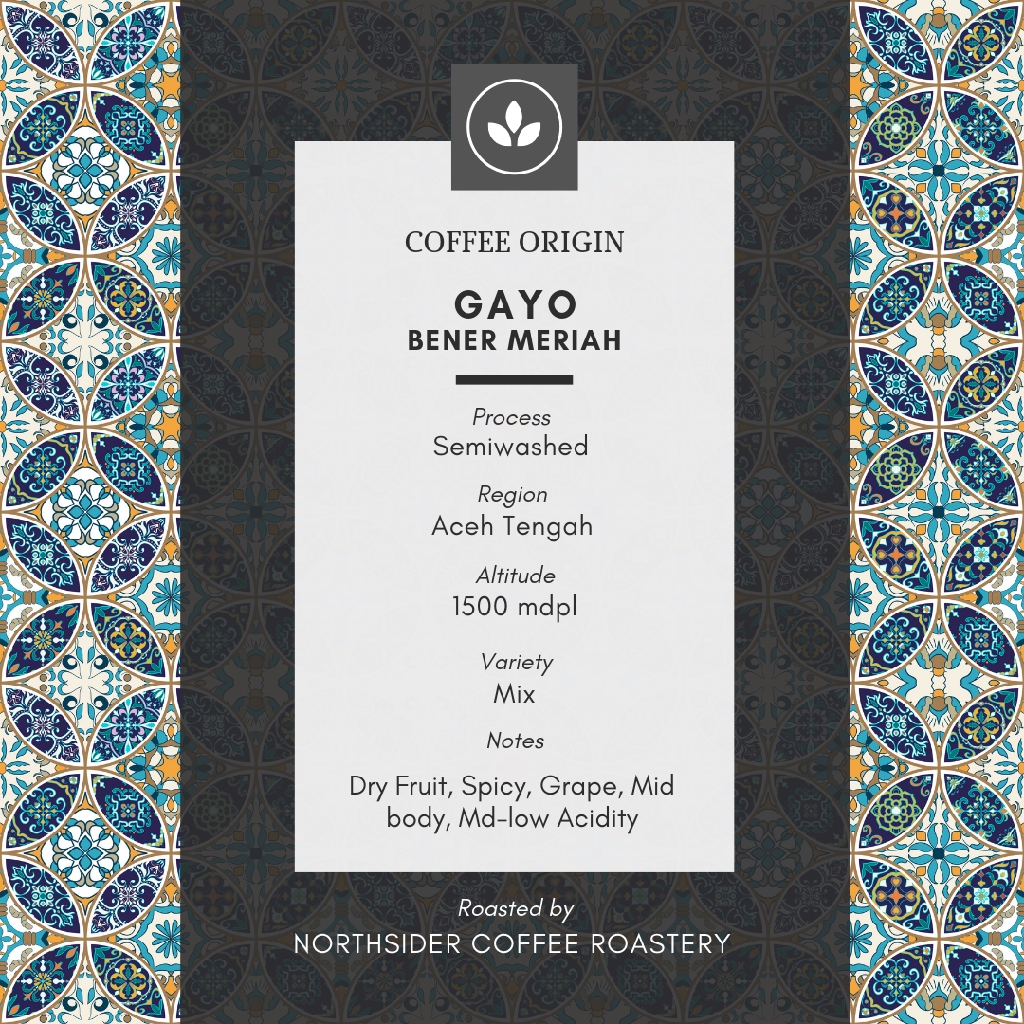 COFFEE ORIGIN
GAYO
BENER MERIAH
Process
Semiwashed
Region
Aceh Tengah
Altitude
1500 mdpl
Variety
Mix
Notes
Dry Fruit, Spicy, Grape, Mid
body, Md-low Acidity
Roasted by
NORTHSIDER COFFEE ROASTERY